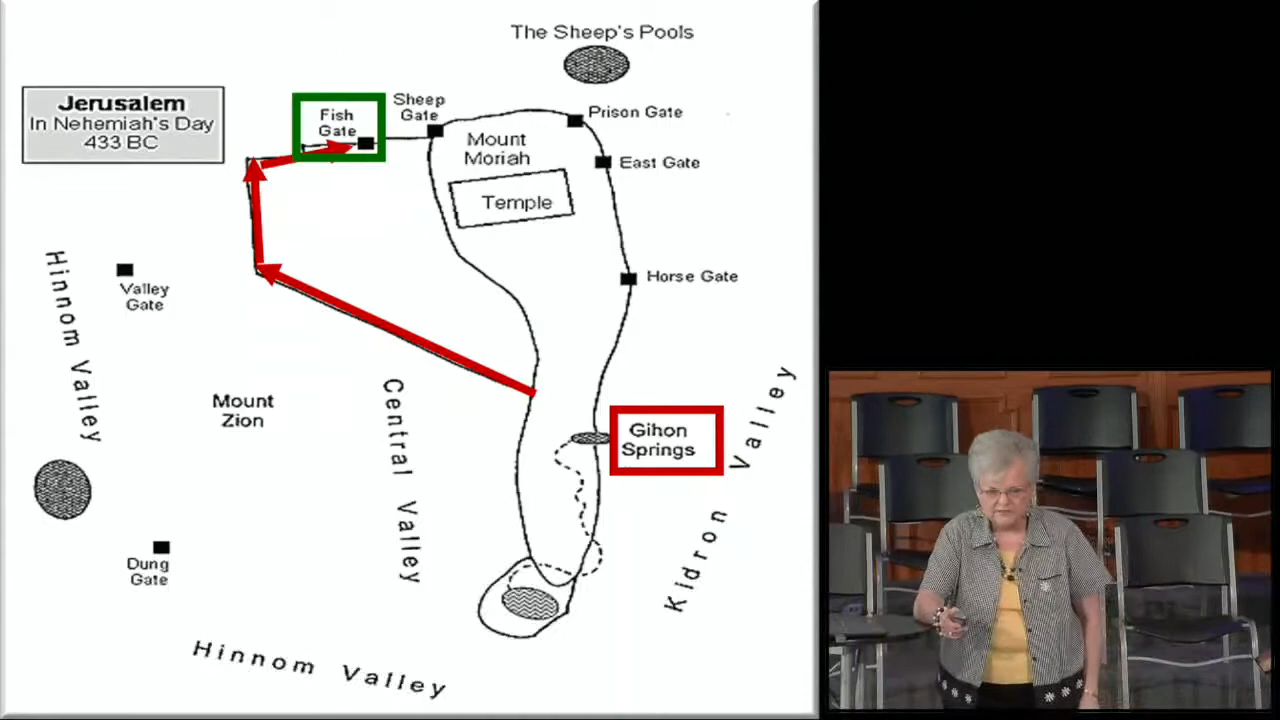 The Sheep's Pools
Jerusalem
In Nehemiah's Day
433 BC
Fish
Gate
Sheep
Gate
Prison Gate
Mount
Moriah
East Gate
Temple
Horse Gate
Valley
Gate
Hinnom Valley
Mount
Zion
Central Valley
Gihon
Springs
Kidron Valley
Dung
Gate
Hinnom Valley